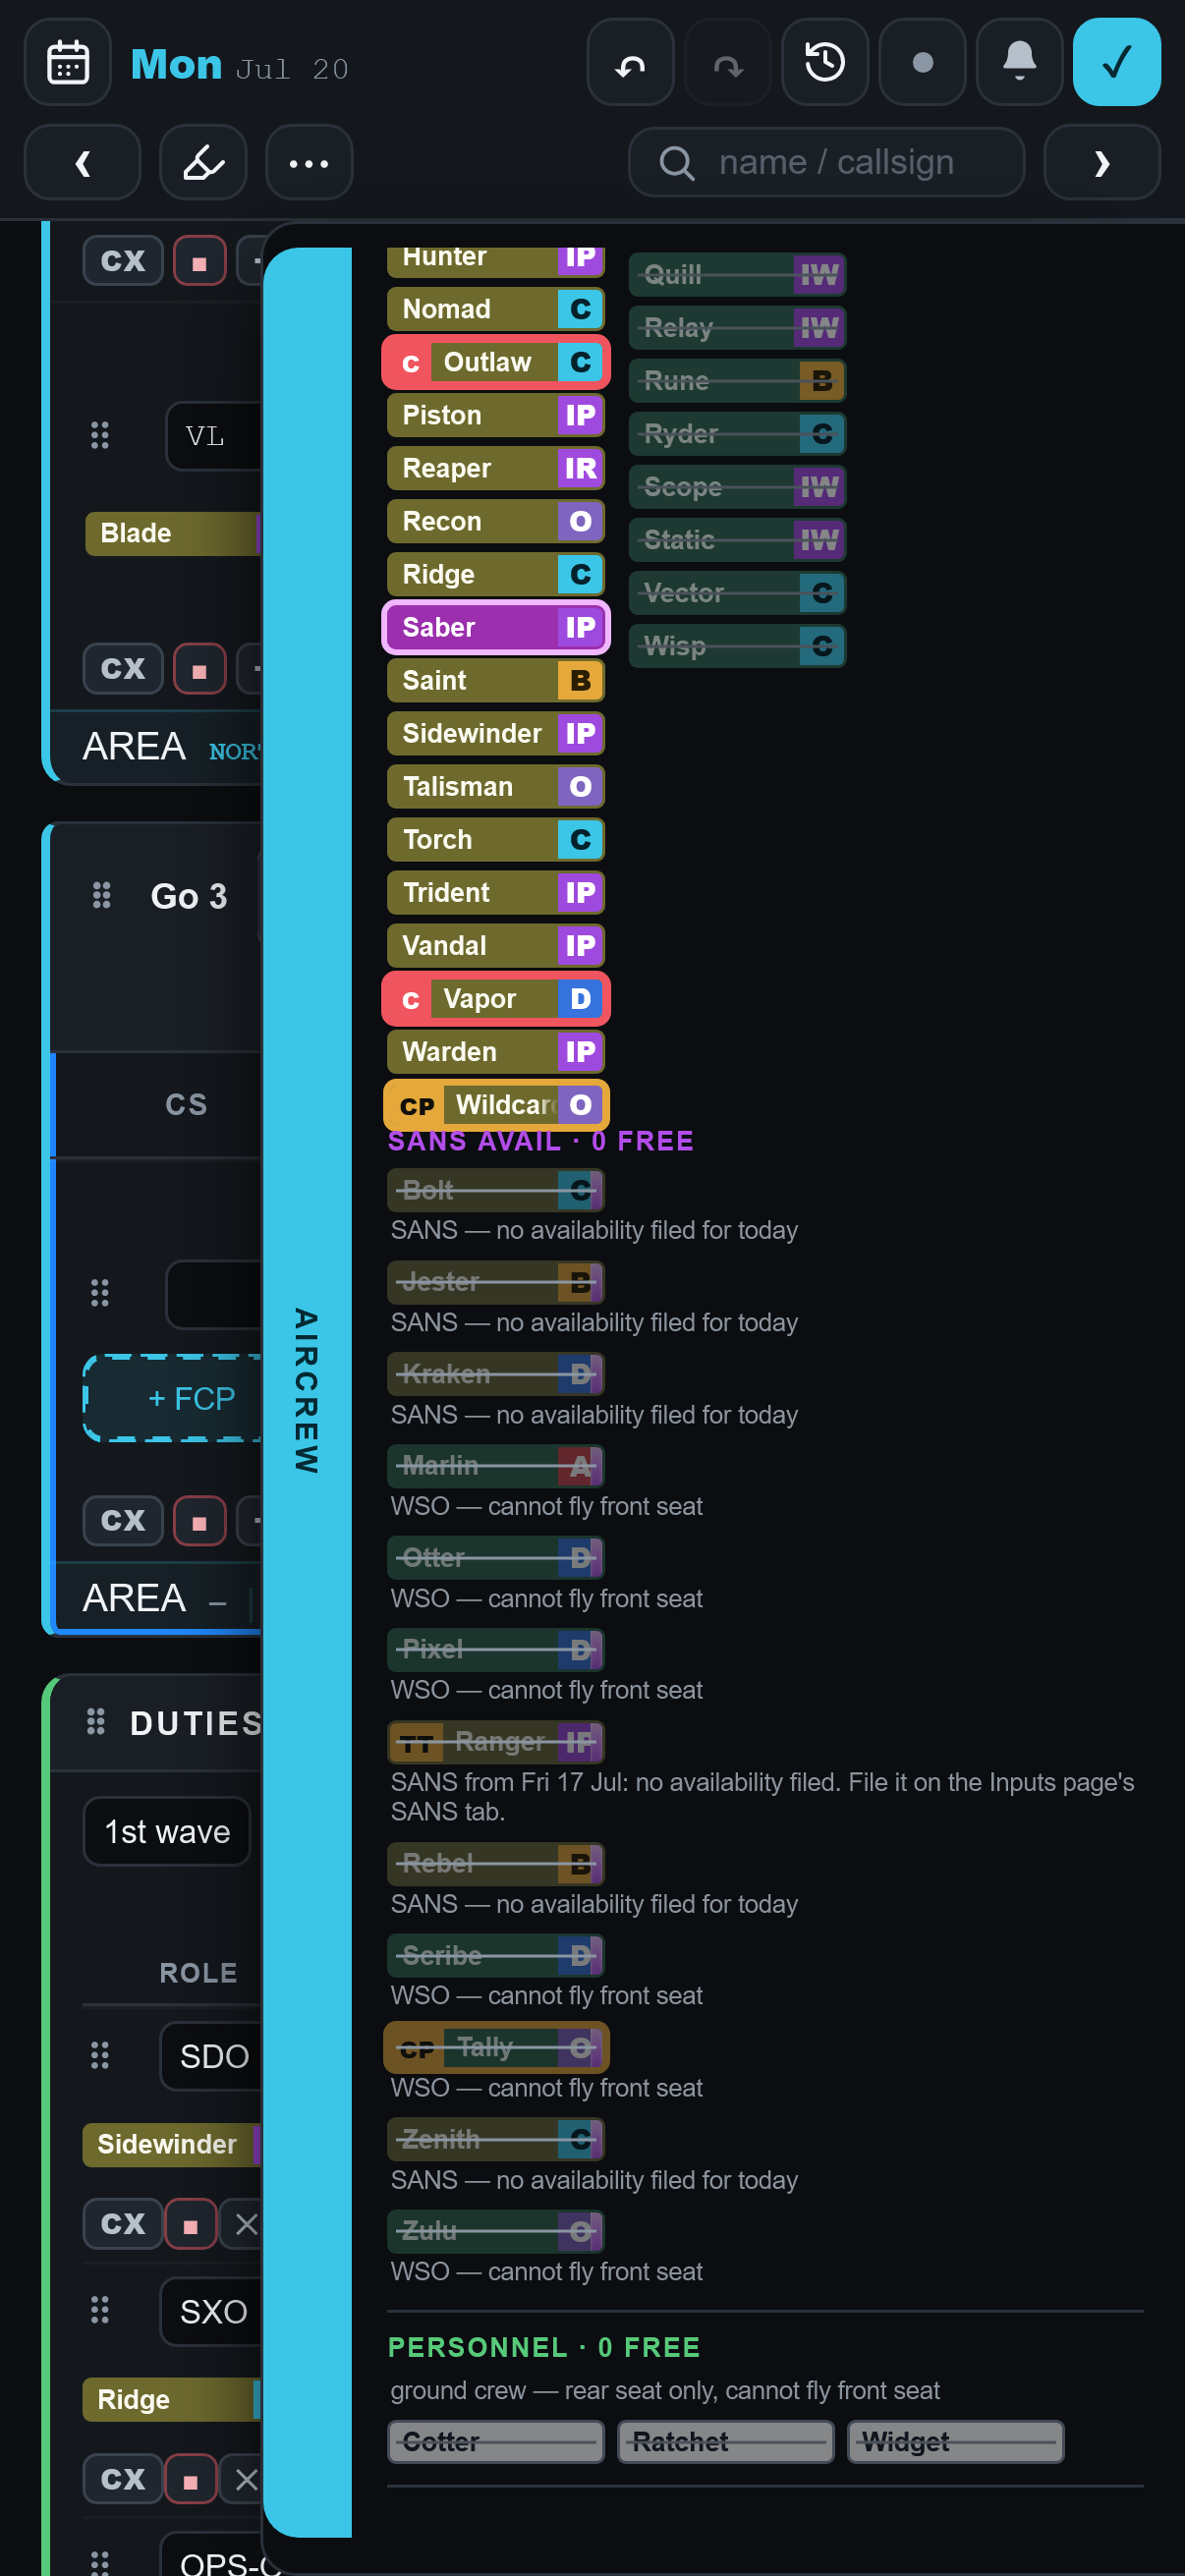 Mon Jul 20
name / callsign
CX
VL
Blade
CX
AREA
Go 3
CS
+ FCP
CX
AREA –
DUTIES
1st wave
ROLE
SDO
Sidewinder
CX
SXO
Ridge
CX
AIRCREW
Hunter IP
Nomad C
C Outlaw C
Piston IP
Reaper IR
Recon O
Ridge C
Saber IP
Saint B
Sidewinder IP
Talisman O
Torch C
Trident IP
Vandal IP
C Vapor D
Warden IP
CP Wildcard O
Quill IW
Relay IW
Rune B
Ryder C
Scope IW
Static IW
Vector C
Wisp C
SANS AVAIL · 0 FREE
Bolt C
SANS — no availability filed for today
Jester B
SANS — no availability filed for today
Kraken D
SANS — no availability filed for today
Marlin A
WSO — cannot fly front seat
Otter D
WSO — cannot fly front seat
Pixel D
WSO — cannot fly front seat
TT Ranger IP
SANS from Fri 17 Jul: no availability filed. File it on the Inputs page's
SANS tab.
Rebel B
SANS — no availability filed for today
Scribe D
WSO — cannot fly front seat
CP Tally O
WSO — cannot fly front seat
Zenith C
SANS — no availability filed for today
Zulu O
WSO — cannot fly front seat
PERSONNEL · 0 FREE
ground crew — rear seat only, cannot fly front seat
Cotter Ratchet Widget